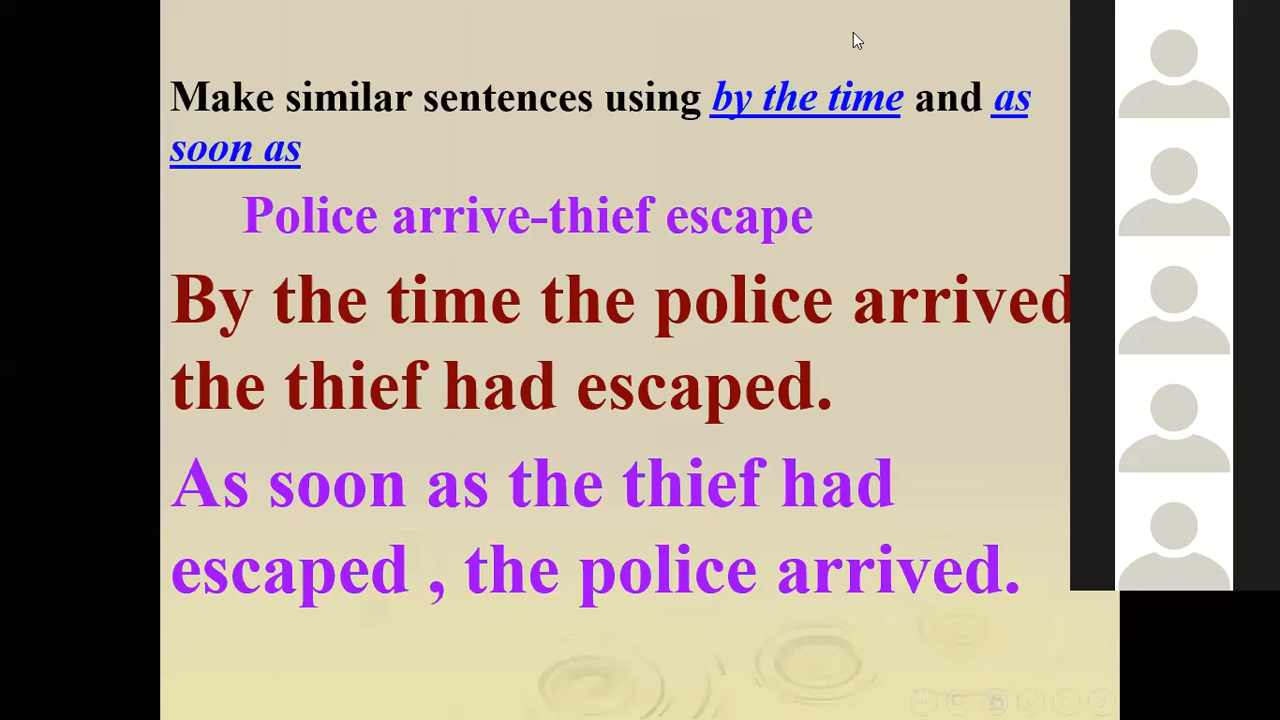 Make similar sentences using by the time and as
soon as
Police arrive-thief escape
By the time the police arrived
the thief had escaped.
As soon as the thief had
escaped , the police arrived.